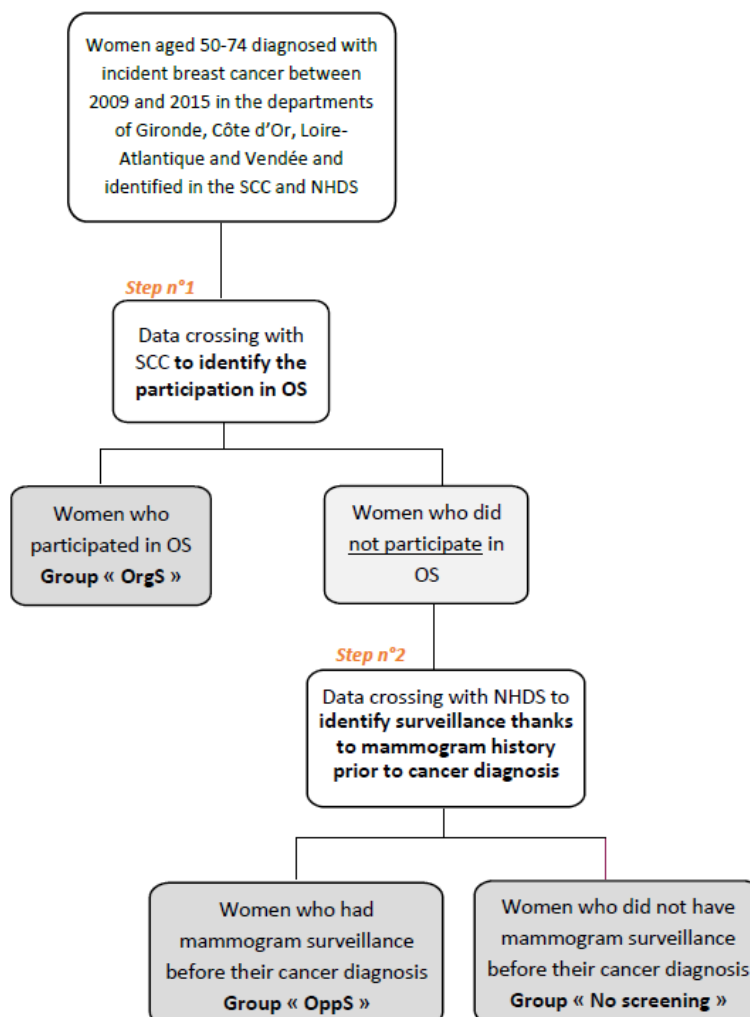 Women aged 50-74 diagnosed with
incident breast cancer between
2009 and 2015 in the departments
of Gironde, Côte d'Or, Loire-
Atlantique and Vendée and
identified in the SCC and NHDS
Step n°1
Data crossing with
SCC to identify the
participation in OS
Women who
participated in OS
Group « OrgS »
Women who did
not participate in
OS
Step n°2
Data crossing with NHDS to
identify surveillance thanks
to mammogram history
prior to cancer diagnosis
Women who had
mammogram surveillance
before their cancer diagnosis
Group « OppS »
Women who did not have
mammogram surveillance
before their cancer diagnosis
Group « No screening »